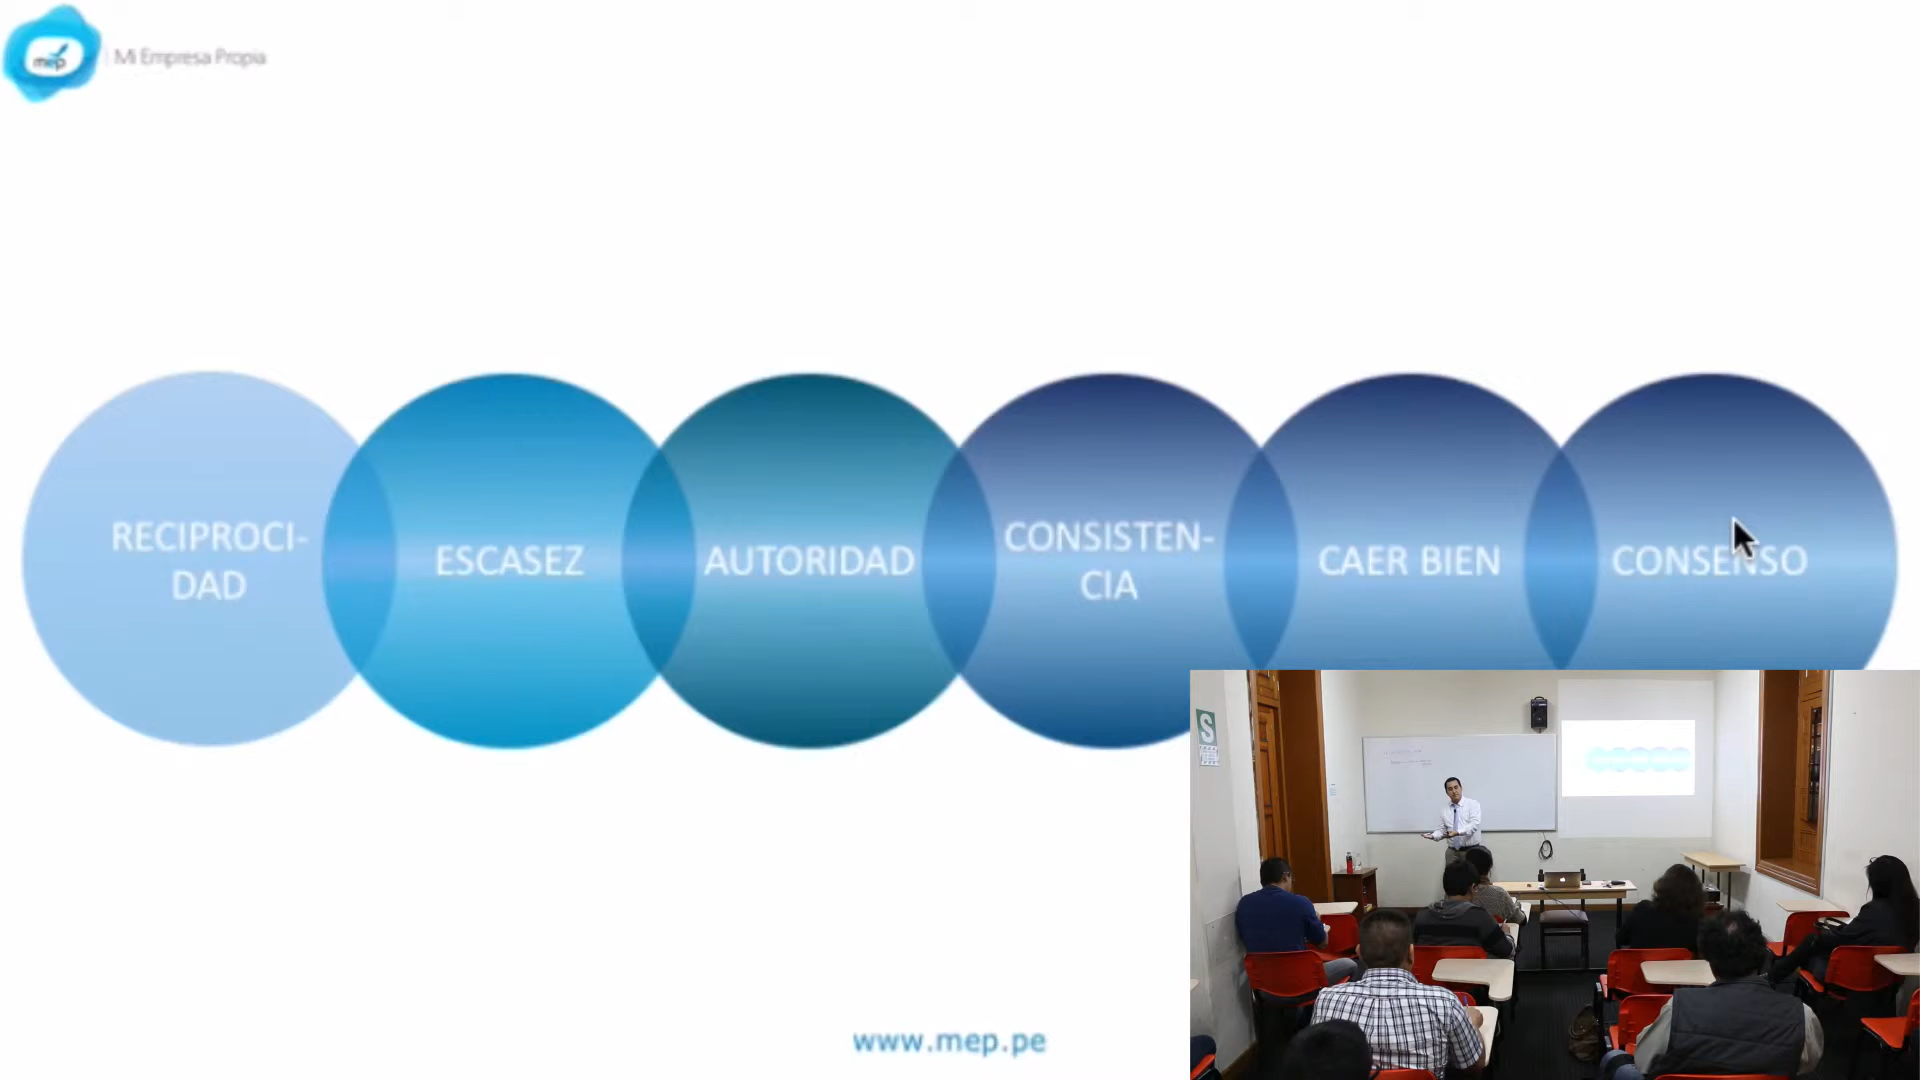 mep
Mi Empresa Propia
RECIPROCI-
DAD
ESCASEZ
AUTORIDAD
CONSISTEN-
CIA
CAER BIEN
CONSENSO
S
www.mep.pe